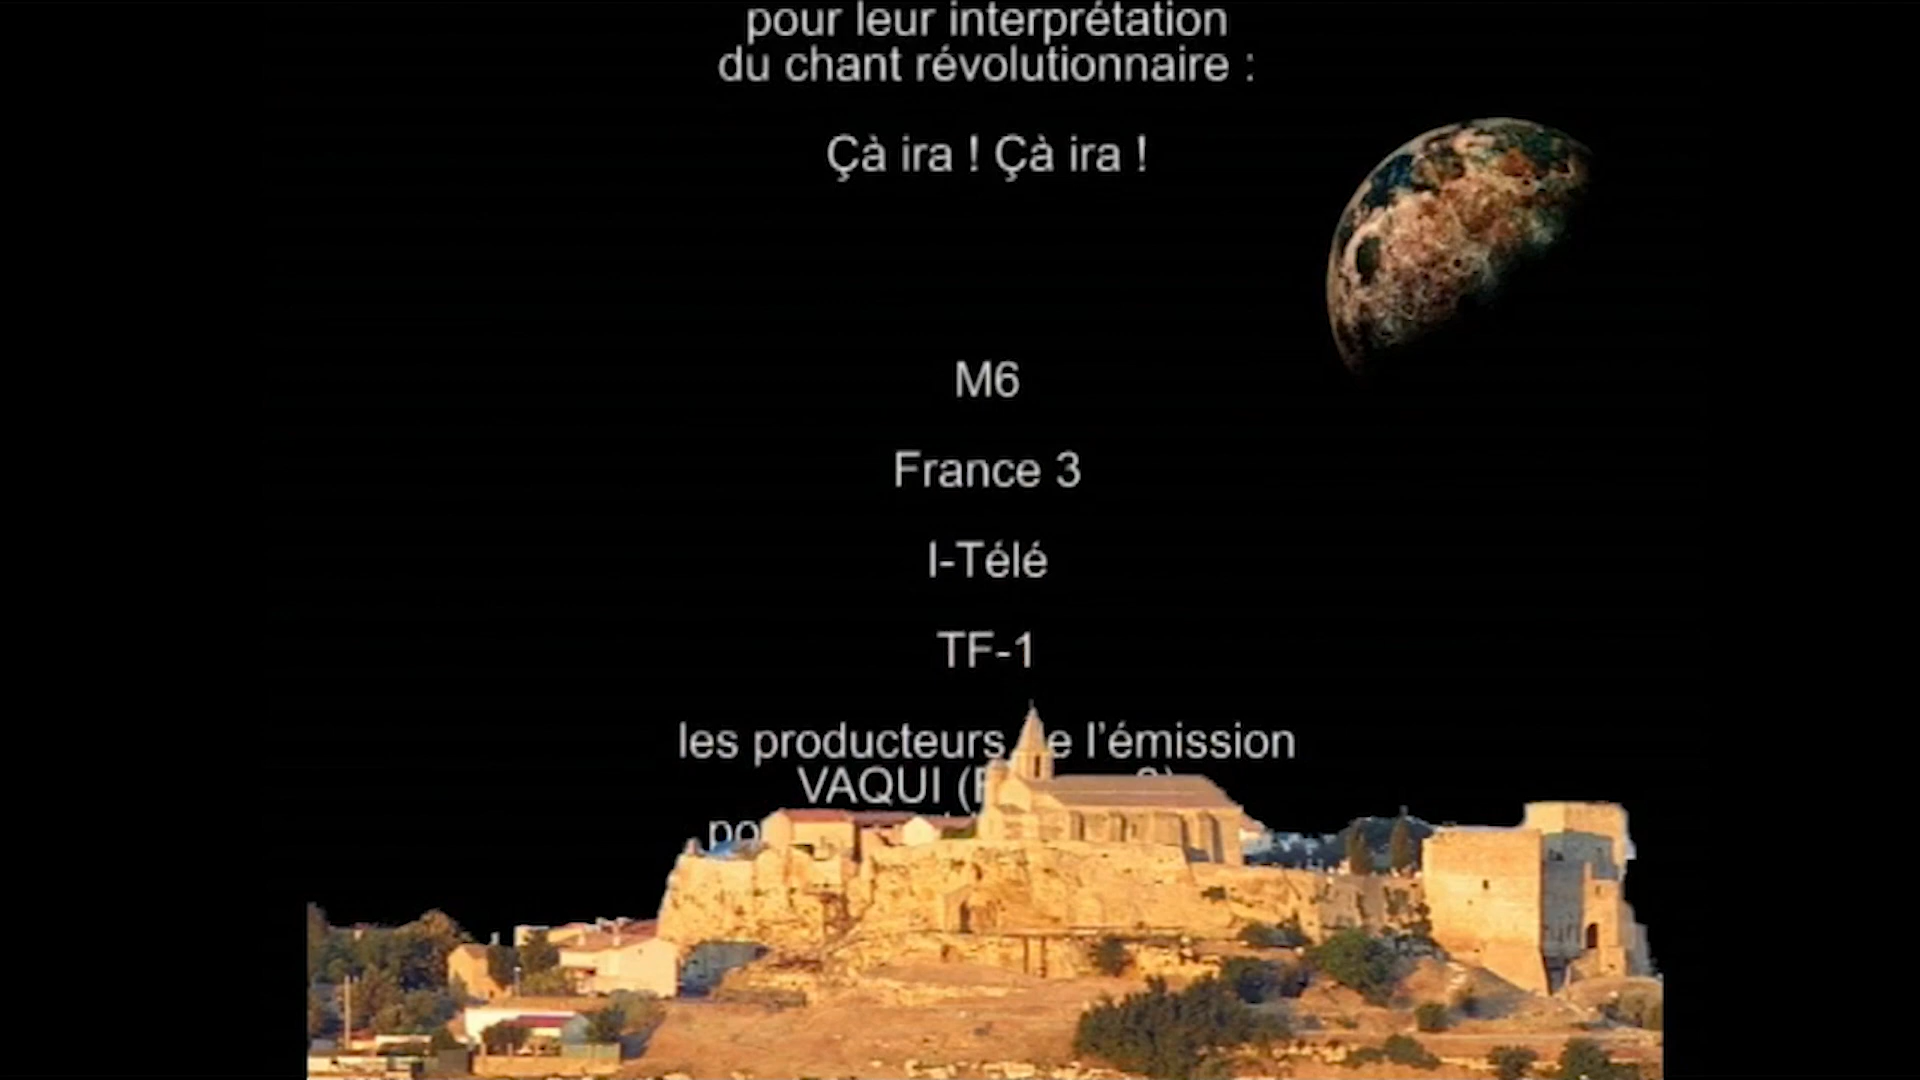 pour leur interprétation
du chant révolutionnaire :
Çà ira ! Çà ira !
M6
France 3
I-Télé
TF-1
les producteurs e l'émission
VAQUI (